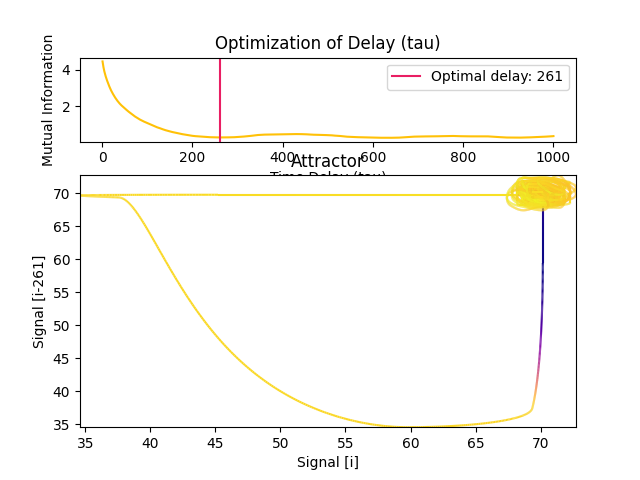 Optimization of Delay (tau)
Mutual Information
4
2
Optimal delay: 261
0 200 400 600 800 1000
Time Delay (tau)
Attractor
Signal [i-261]
70
65
60
55
50
45
40
35
35 40 45 50 55 60 65 70
Signal [i]